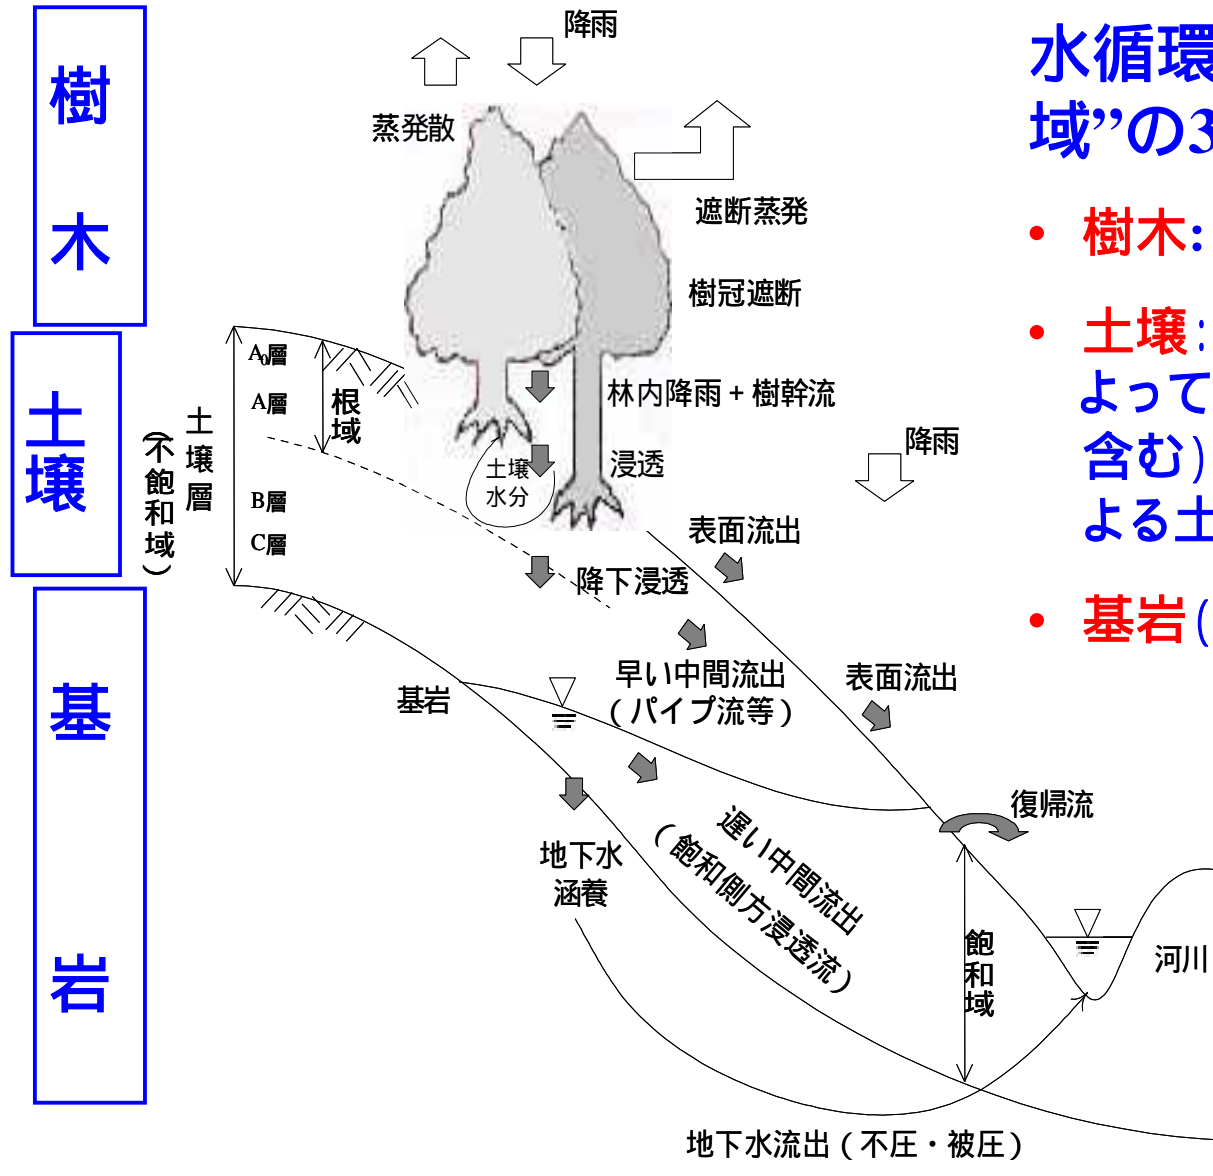 樹木
土壌
基岩
降雨
蒸発散
遮断蒸発
樹冠遮断
林内降雨 + 樹幹流
浸透
土壌
水分
A0層
A層
B層
C層
根域
土壌層
(不飽和域)
降雨
表面流出
降下浸透
早い中間流出
(パイプ流等)
表面流出
基岩
復帰流
遅い中間流出
(飽和側方浸透流)
地下水
涵養
飽和域
河川
地下水流出(不圧・被圧)
水循環
域”の3
• 樹木:
• 土壌:
よって
含む)
よる土
• 基岩(